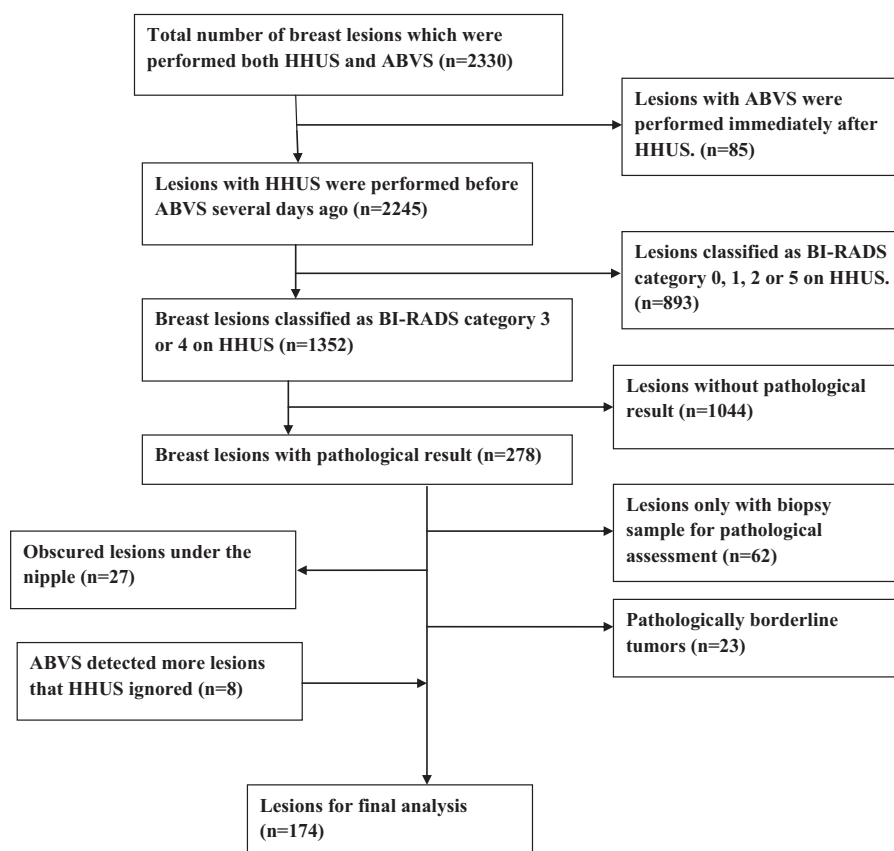 Total number of breast lesions which were
performed both HHUS and ABVS (n=2330)
Lesions with ABVS were
performed immediately after
HHUS. (n=85)
Lesions with HHUS were performed before
ABVS several days ago (n=2245)
Lesions classified as BI-RADS
category 0, 1, 2 or 5 on HHUS.
(n=893)
Breast lesions classified as BI-RADS category 3
or 4 on HHUS (n=1352)
Lesions without pathological
result (n=1044)
Breast lesions with pathological result (n=278)
Lesions only with biopsy
sample for pathological
assessment (n=62)
Obscured lesions under the
nipple (n=27)
Pathologically borderline
tumors (n=23)
ABVS detected more lesions
that HHUS ignored (n=8)
Lesions for final analysis
(n=174)